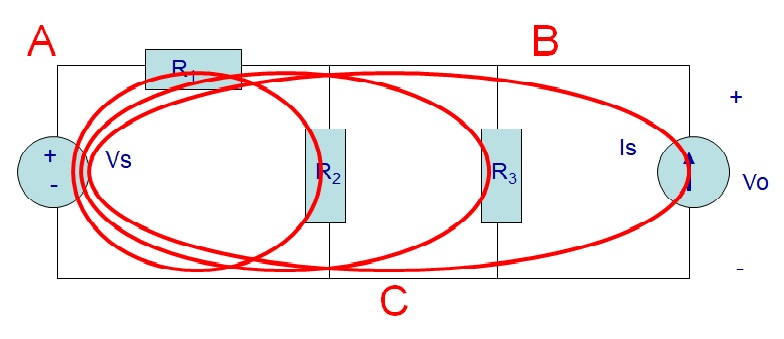 A
B
R1
+
-
Vs
R2
R3
Is
+
Vo
-
C